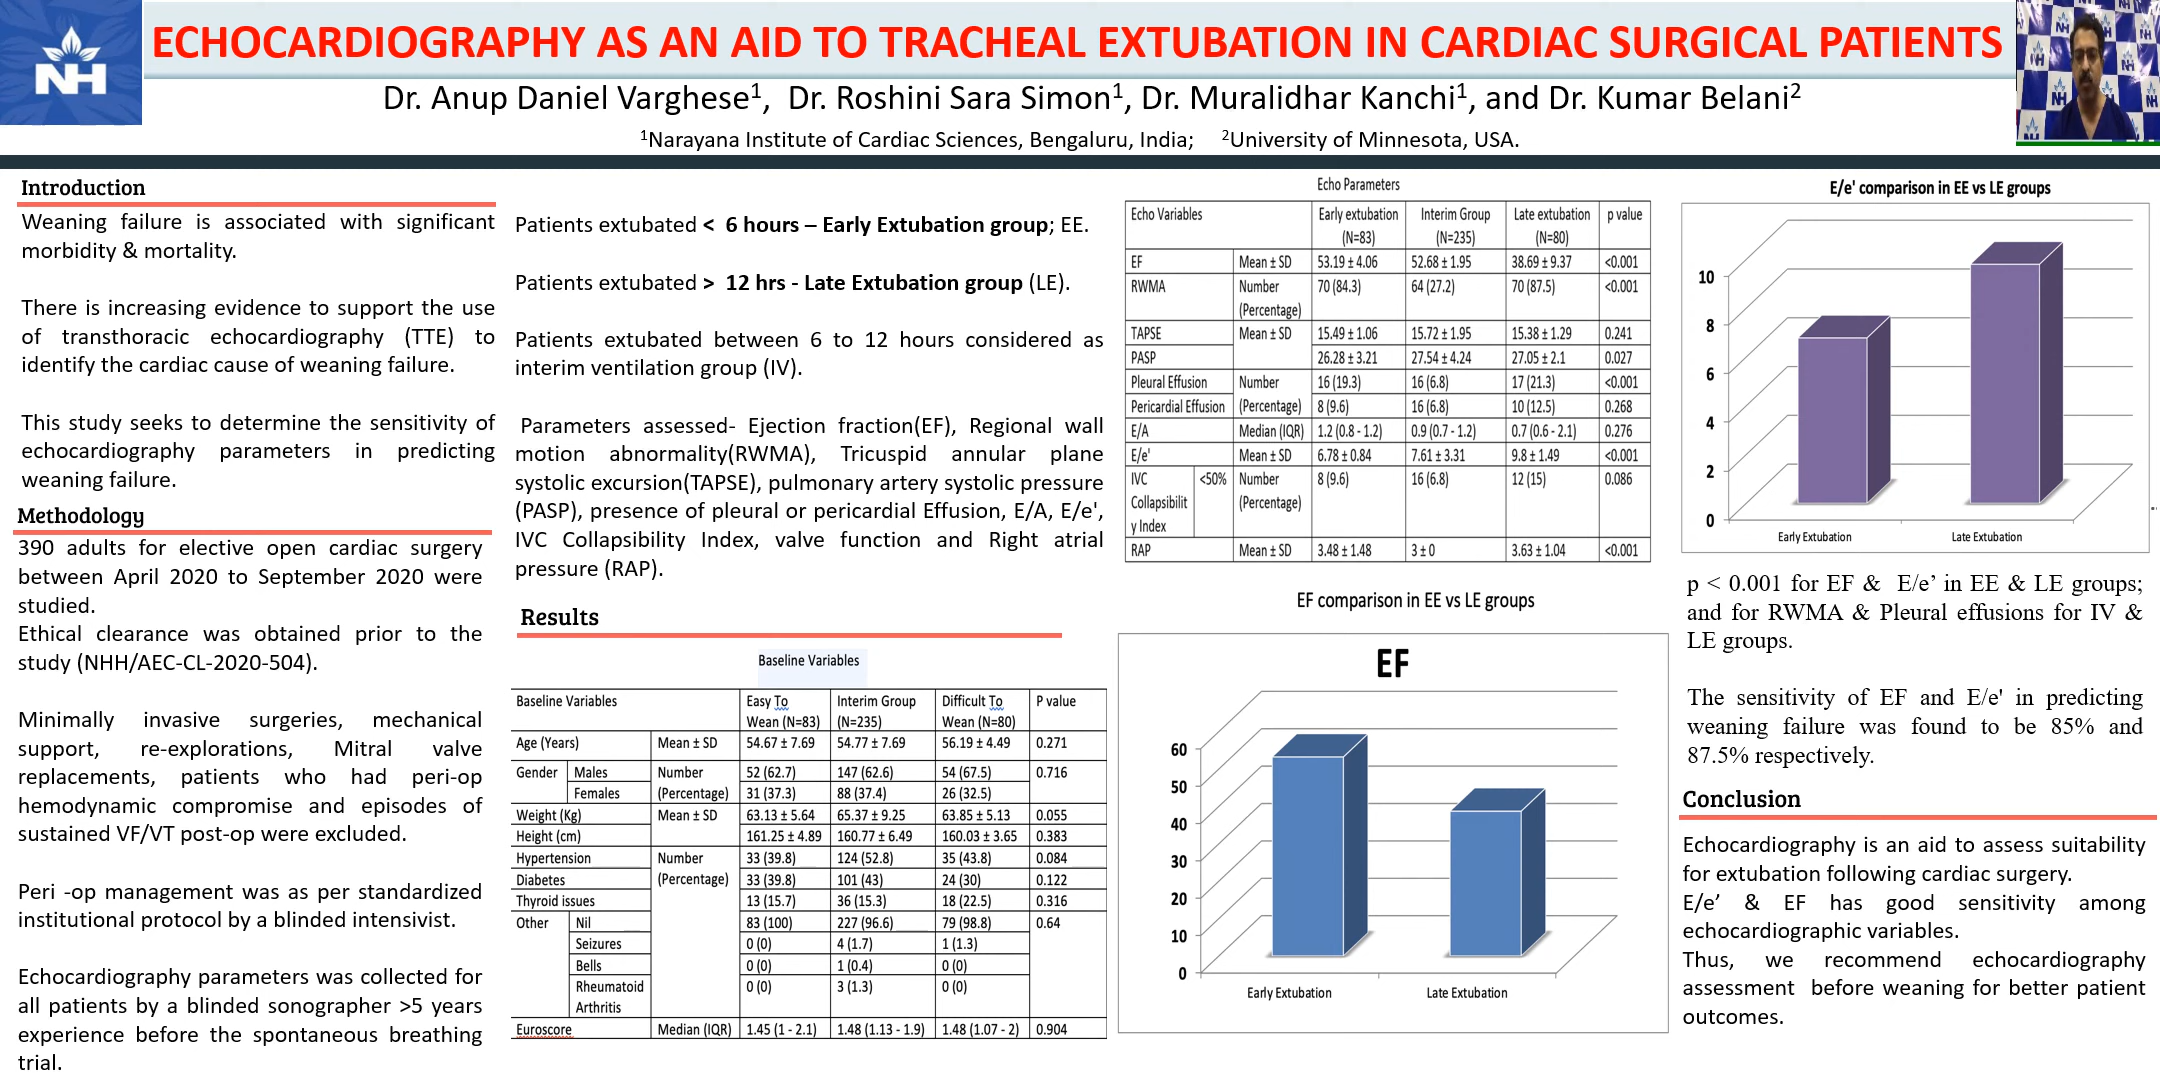 NH
ECHOCARDIOGRAPHY AS AN AID TO TRACHEAL EXTUBATION IN CARDIAC SURGICAL PATIENTS
Dr. Anup Daniel Varghese1, Dr. Roshini Sara Simon1, Dr. Muralidhar Kanchi1, and Dr. Kumar Belani2
1Narayana Institute of Cardiac Sciences, Bengaluru, India; 2University of Minnesota, USA.
Introduction
Weaning failure is associated with significant
morbidity & mortality.
There is increasing evidence to support the use
of transthoracic echocardiography (TTE) to
identify the cardiac cause of weaning failure.
This study seeks to determine the sensitivity of
echocardiography parameters in predicting
weaning failure.
Methodology
390 adults for elective open cardiac surgery
between April 2020 to September 2020 were
studied.
Ethical clearance was obtained prior to the
study (NHH/AEC-CL-2020-504).
Minimally invasive surgeries, mechanical
support, re-explorations, Mitral valve
replacements, patients who had peri-op
hemodynamic compromise and episodes of
sustained VF/VT post-op were excluded.
Peri -op management was as per standardized
institutional protocol by a blinded intensivist.
Echocardiography parameters was collected for
all patients by a blinded sonographer >5 years
experience before the spontaneous breathing
trial.
Patients extubated < 6 hours – Early Extubation group; EE.
Patients extubated > 12 hrs - Late Extubation group (LE).
Patients extubated between 6 to 12 hours considered as
interim ventilation group (IV).
Parameters assessed- Ejection fraction(EF), Regional wall
motion abnormality(RWMA), Tricuspid annular plane
systolic excursion(TAPSE), pulmonary artery systolic pressure
(PASP), presence of pleural or pericardial Effusion, E/A, E/e',
IVC Collapsibility Index, valve function and Right atrial
pressure (RAP).
Results
Baseline Variables
Baseline Variables Easy To Interim Group Difficult To P value
Wean (N=83) (N=235) Wean (N=80)
Age (Years) Mean ± SD 54.67 ± 7.69 54.77 ± 7.69 56.19 ± 4.49 0.271
Gender Males Number 52 (62.7) 147 (62.6) 54 (67.5) 0.716
Females (Percentage) 31 (37.3) 88 (37.4) 26 (32.5)
Weight (Kg) Mean ± SD 63.13 ± 5.64 65.37 ± 9.25 63.85 ± 5.13 0.055
Height (cm) 161.25 ± 4.89 160.77 ± 6.49 160.03 ± 3.65 0.383
Hypertension Number 33 (39.8) 124 (52.8) 35 (43.8) 0.084
Diabetes (Percentage) 33 (39.8) 101 (43) 24 (30) 0.122
Thyroid issues 13 (15.7) 36 (15.3) 18 (22.5) 0.316
Other Nil 83 (100) 227 (96.6) 79 (98.8) 0.64
Seizures 0 (0) 4 (1.7) 1 (1.3)
Bells 0 (0) 1 (0.4) 0 (0)
Rheumatoid 0 (0) 3 (1.3) 0 (0)
Arthritis
Euroscore Median (IQR) 1.45 (1 - 2.1) 1.48 (1.13 - 1.9) 1.48 (1.07 - 2) 0.904
Echo Parameters
Echo Variables Early extubation Interim Group Late extubation p value
(N=83) (N=235) (N=80)
EF Mean ± SD 53.19 ± 4.06 52.68 ± 1.95 38.69 ± 9.37 <0.001
RWMA Number 70 (84.3) 64 (27.2) 70 (87.5) <0.001
(Percentage)
TAPSE Mean ± SD 15.49 ± 1.06 15.72 ± 1.95 15.38 ± 1.29 0.241
PASP 26.28 ± 3.21 27.54 ± 4.24 27.05 ± 2.1 0.027
Pleural Effusion Number 16 (19.3) 16 (6.8) 17 (21.3) <0.001
Pericardial Effusion (Percentage) 8 (9.6) 16 (6.8) 10 (12.5) 0.268
E/A Median (IQR) 1.2 (0.8 - 1.2) 0.9 (0.7 - 1.2) 0.7 (0.6 - 2.1) 0.276
E/e' Mean ± SD 6.78 ± 0.84 7.61 ± 3.31 9.8 ± 1.49 <0.001
IVC <50% Number 8 (9.6) 16 (6.8) 12 (15) 0.086
Collapsibilit (Percentage)
y Index
RAP Mean ± SD 3.48 ± 1.48 3 ± 0 3.63 ± 1.04 <0.001
EF comparison in EE vs LE groups
EF
60
50
40
30
20
10
0
Early Extubation Late Extubation
E/e' comparison in EE vs LE groups
10
8
6
4
2
0
Early Extubation Late Extubation
p < 0.001 for EF & E/e’ in EE & LE groups;
and for RWMA & Pleural effusions for IV &
LE groups.
The sensitivity of EF and E/e' in predicting
weaning failure was found to be 85% and
87.5% respectively.
Conclusion
Echocardiography is an aid to assess suitability
for extubation following cardiac surgery.
E/e’ & EF has good sensitivity among
echocardiographic variables.
Thus, we recommend echocardiography
assessment before weaning for better patient
outcomes.